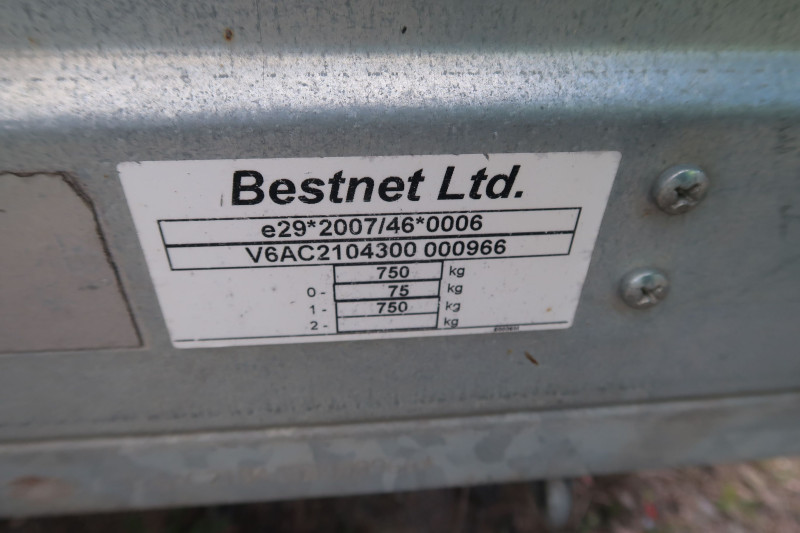 Bestnet Ltd.
e29*2007/46*0006
V6AC2104300 000966
750 kg
0 - 75 kg
1 - 750 kg
2 - kg